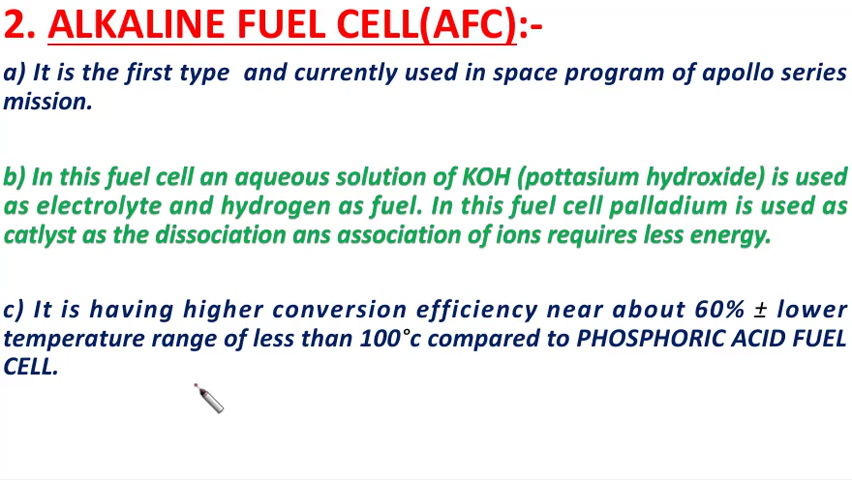 2. ALKALINE FUEL CELL(AFC):-
a) It is the first type and currently used in space program of apollo series
mission.
b) In this fuel cell an aqueous solution of KOH (pottasium hydroxide) is used
as electrolyte and hydrogen as fuel. In this fuel cell palladium is used as
catlyst as the dissociation ans association of ions requires less energy.
c) It is having higher conversion efficiency near about 60% ± lower
temperature range of less than 100°c compared to PHOSPHORIC ACID FUEL
CELL.